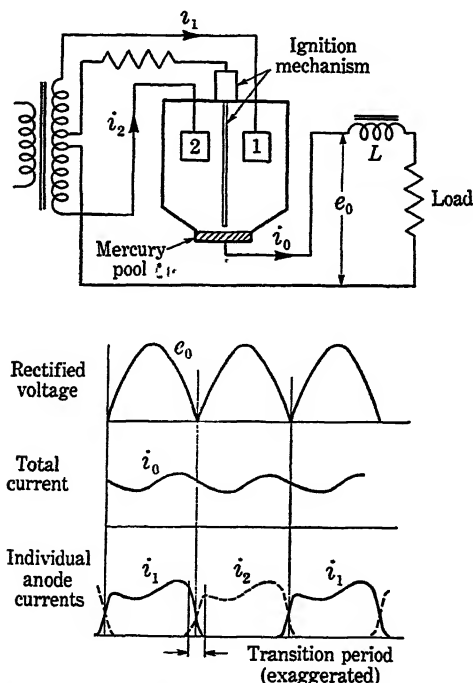 i₁
Ignition
mechanism
i₂
2
1
L
e₀
Load
Mercury
pool
i₀
Rectified
voltage
e₀
Total
current
i₀
Individual
anode
currents
i₁
i₂
i₁
Transition period
(exaggerated)